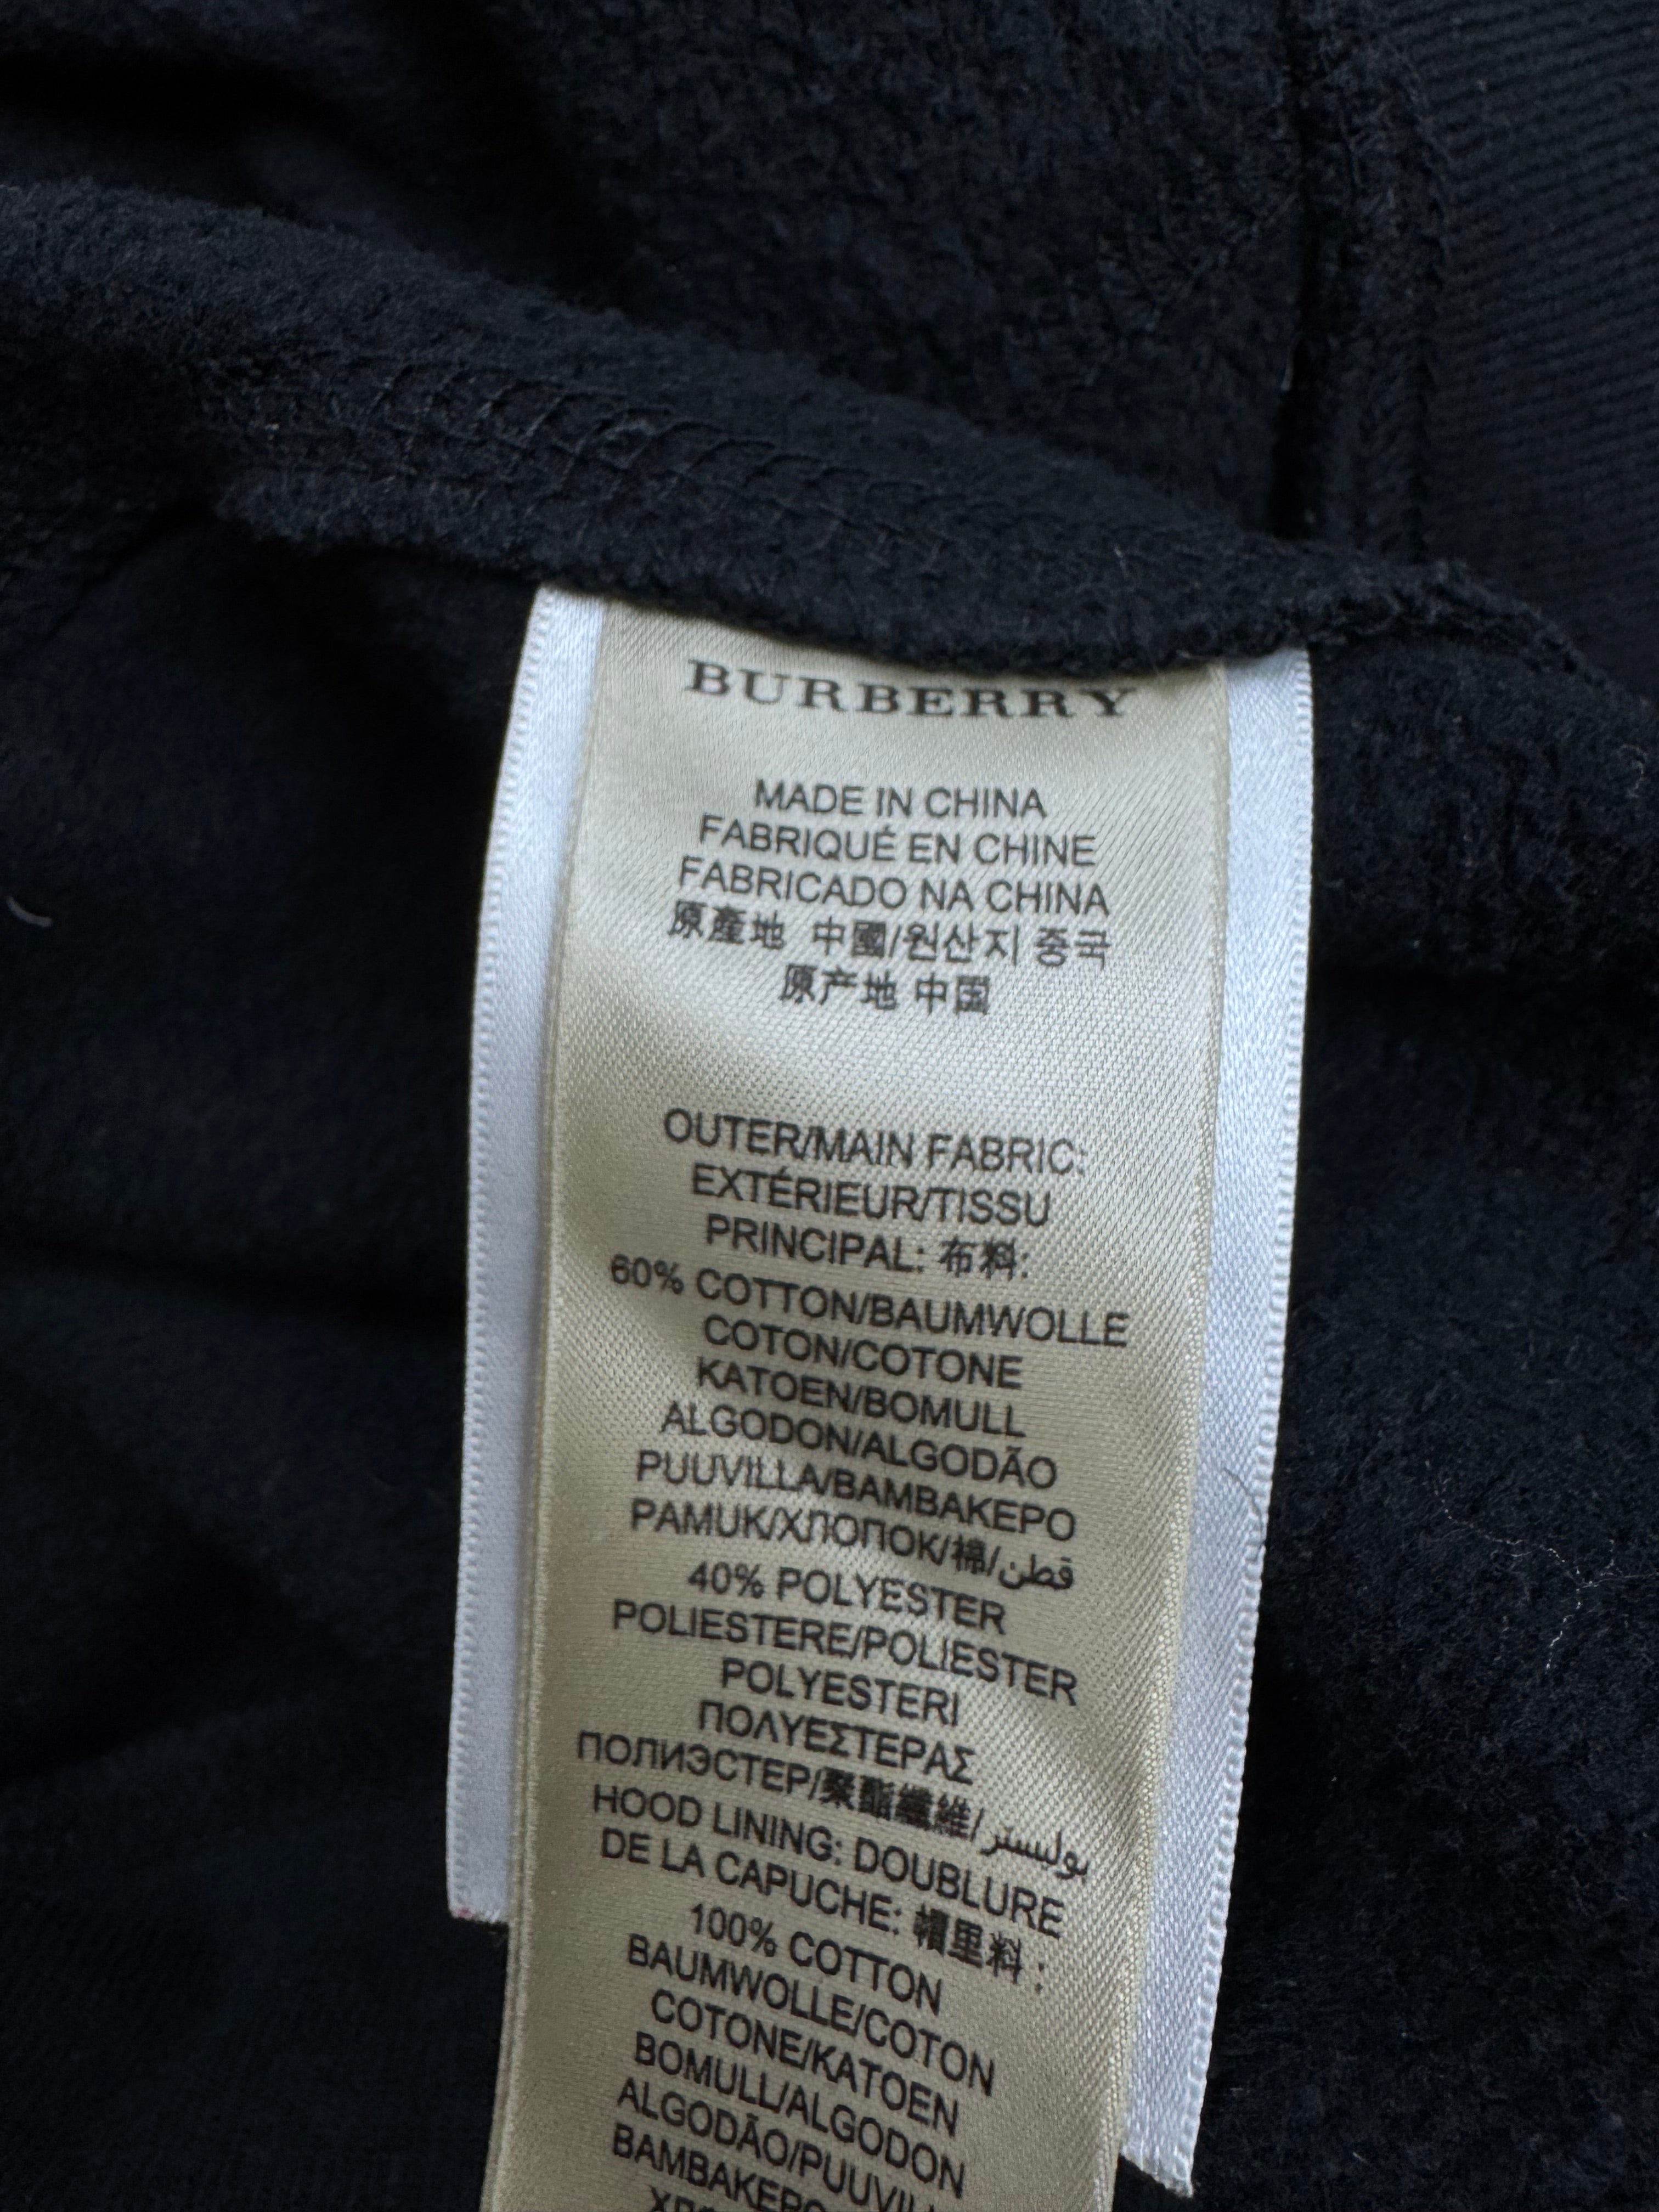 BURBERRY
MADE IN CHINA
FABRIQUÉ EN CHINE
FABRICADO NA CHINA
原產地 中國/원산지 중국
原产地 中国
OUTER/MAIN FABRIC:
EXTÉRIEUR/TISSU
PRINCIPAL: 布料:
60% COTTON/BAUMWOLLE
COTON/COTONE
KATOEN/BOMULL
ALGODON/ALGODÃO
PUUVILLA/BAMBAKEPO
PAMUK/ХЛОПОК/棉/قطن
40% POLYESTER
POLIESTERE/POLIESTER
POLYESTERI
ΠΟΛΥΕΣΤΕΡΑΣ
ПОЛИЭСТЕР/聚酯纖維/بوليستر
HOOD LINING: DOUBLURE
DE LA CAPUCHE: 帽里料 :
100% COTTON
BAUMWOLLE/COTON
COTONE/KATOEN
BOMULL/ALGODON
ALGODÃO/PUUVIL
BAMBAKEPO